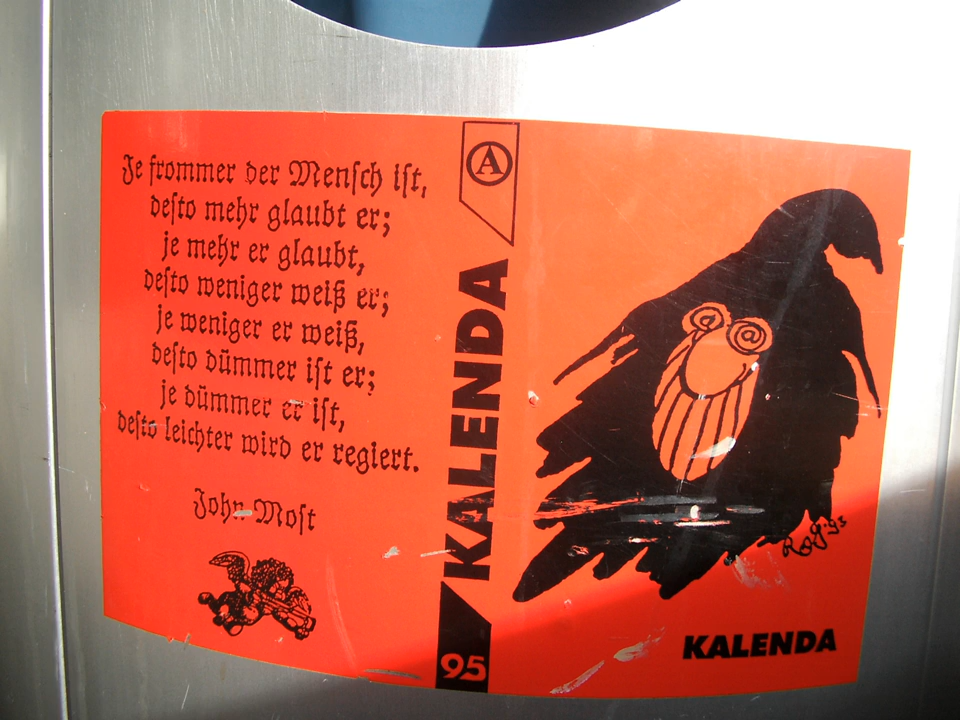 Je frommer der Mensch ist,
desto mehr glaubt er;
je mehr er glaubt,
desto weniger weiß er;
je weniger er weiß,
desto dümmer ist er;
je dümmer er ist,
desto leichter wird er regiert.
John Most
A
KALENDA
95
Rog. 93
KALENDA